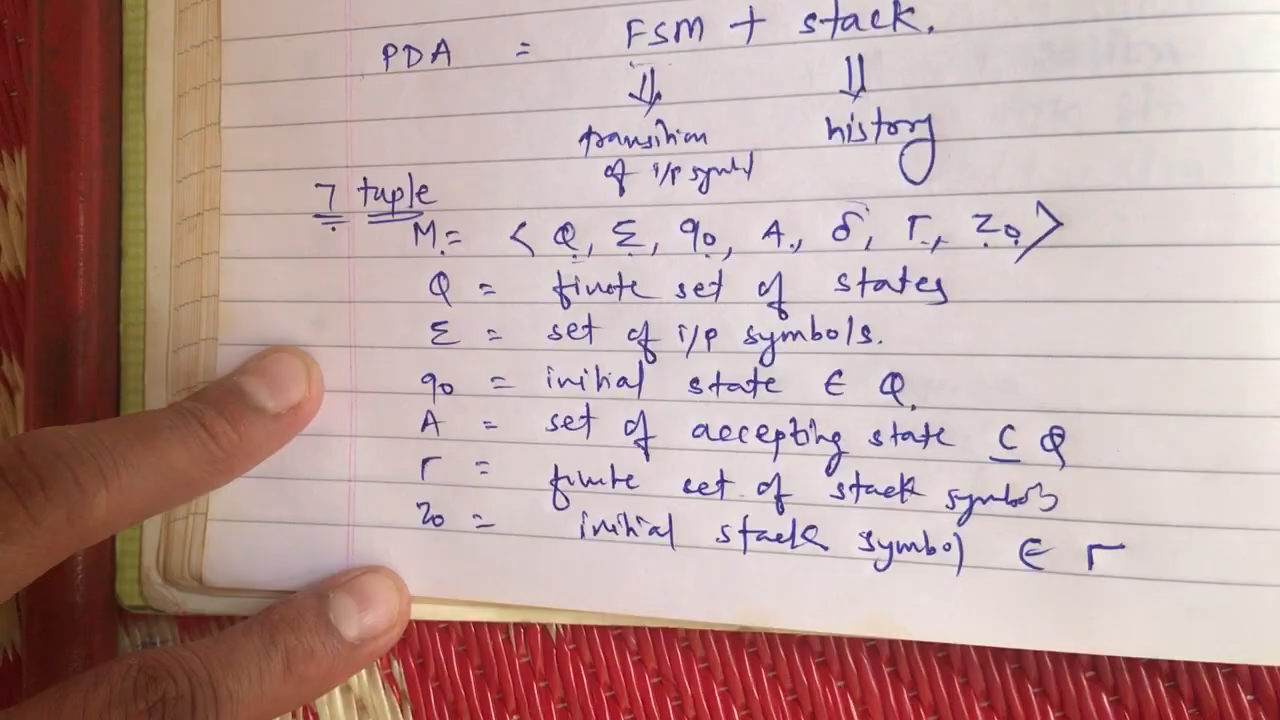 PDA = FSM + stack.
⇓ ⇓
transition history
of i/p symbol
7 tuple
M = < Q, Σ, q0, A, δ, Γ, Z0 >
Q = finite set of states
Σ = set of i/p symbols.
q0 = initial state ∈ Q.
A = set of accepting state ⊆ Q
Γ = finite set of stack symbols
z0 = initial stack symbol ∈ Γ